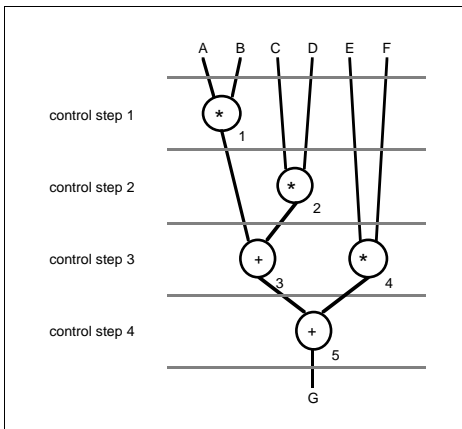 A B C D E F
control step 1
*
1
control step 2
*
2
control step 3
+
3
*
4
control step 4
+
5
G